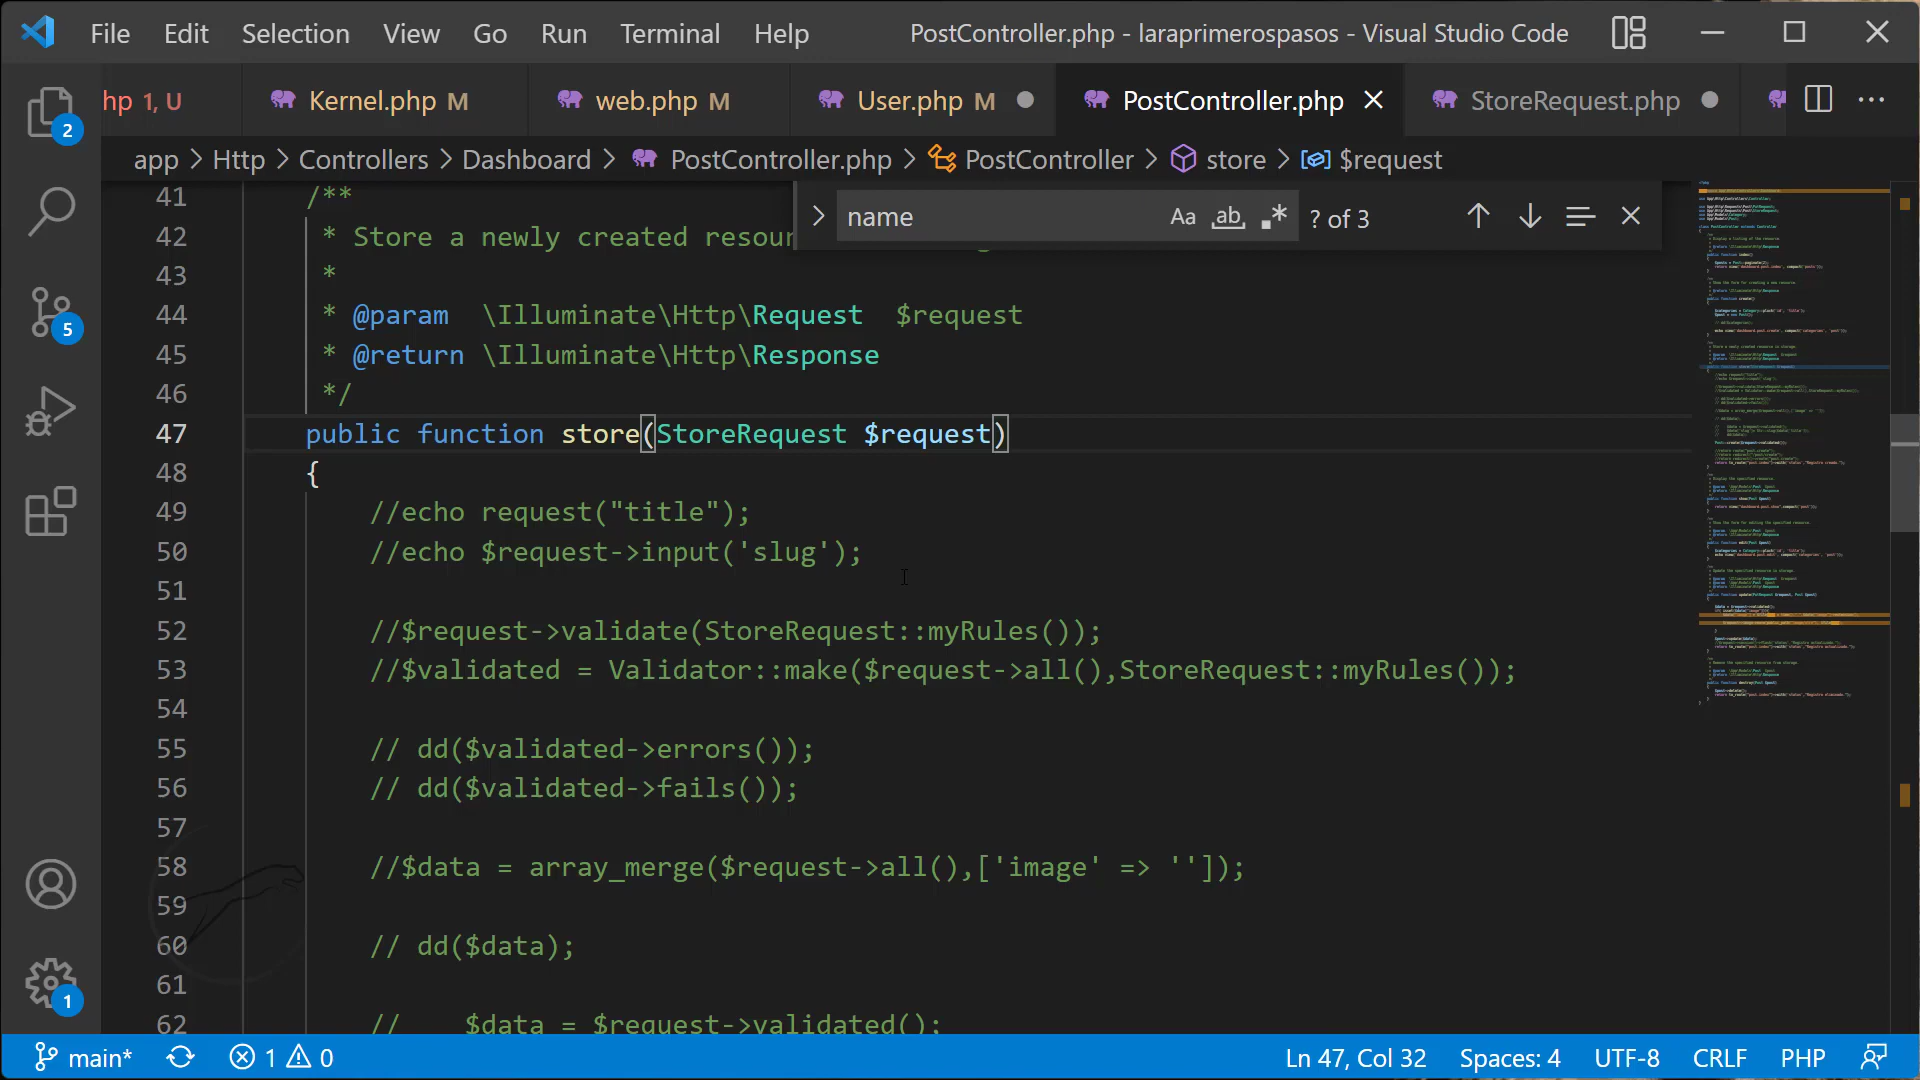 File Edit Selection View Go Run Terminal Help PostController.php - laraprimerospasos - Visual Studio Code
hp 1, U Kernel.php M web.php M User.php M PostController.php StoreRequest.php
app > Http > Controllers > Dashboard > PostController.php > PostController > store > $request
name Aa ab ? of 3
41 /**
42 * Store a newly created resour
43 *
44 * @param \Illuminate\Http\Request $request
45 * @return \Illuminate\Http\Response
46 */
47 public function store(StoreRequest $request)
48 {
49 //echo request("title");
50 //echo $request->input('slug');
51
52 //$request->validate(StoreRequest::myRules());
53 //$validated = Validator::make($request->all(),StoreRequest::myRules());
54
55 // dd($validated->errors());
56 // dd($validated->fails());
57
58 //$data = array_merge($request->all(),['image' => '']);
59
60 // dd($data);
61
62 // $data = $request->validated();
2
5
1
main* 1 0 Ln 47, Col 32 Spaces: 4 UTF-8 CRLF PHP